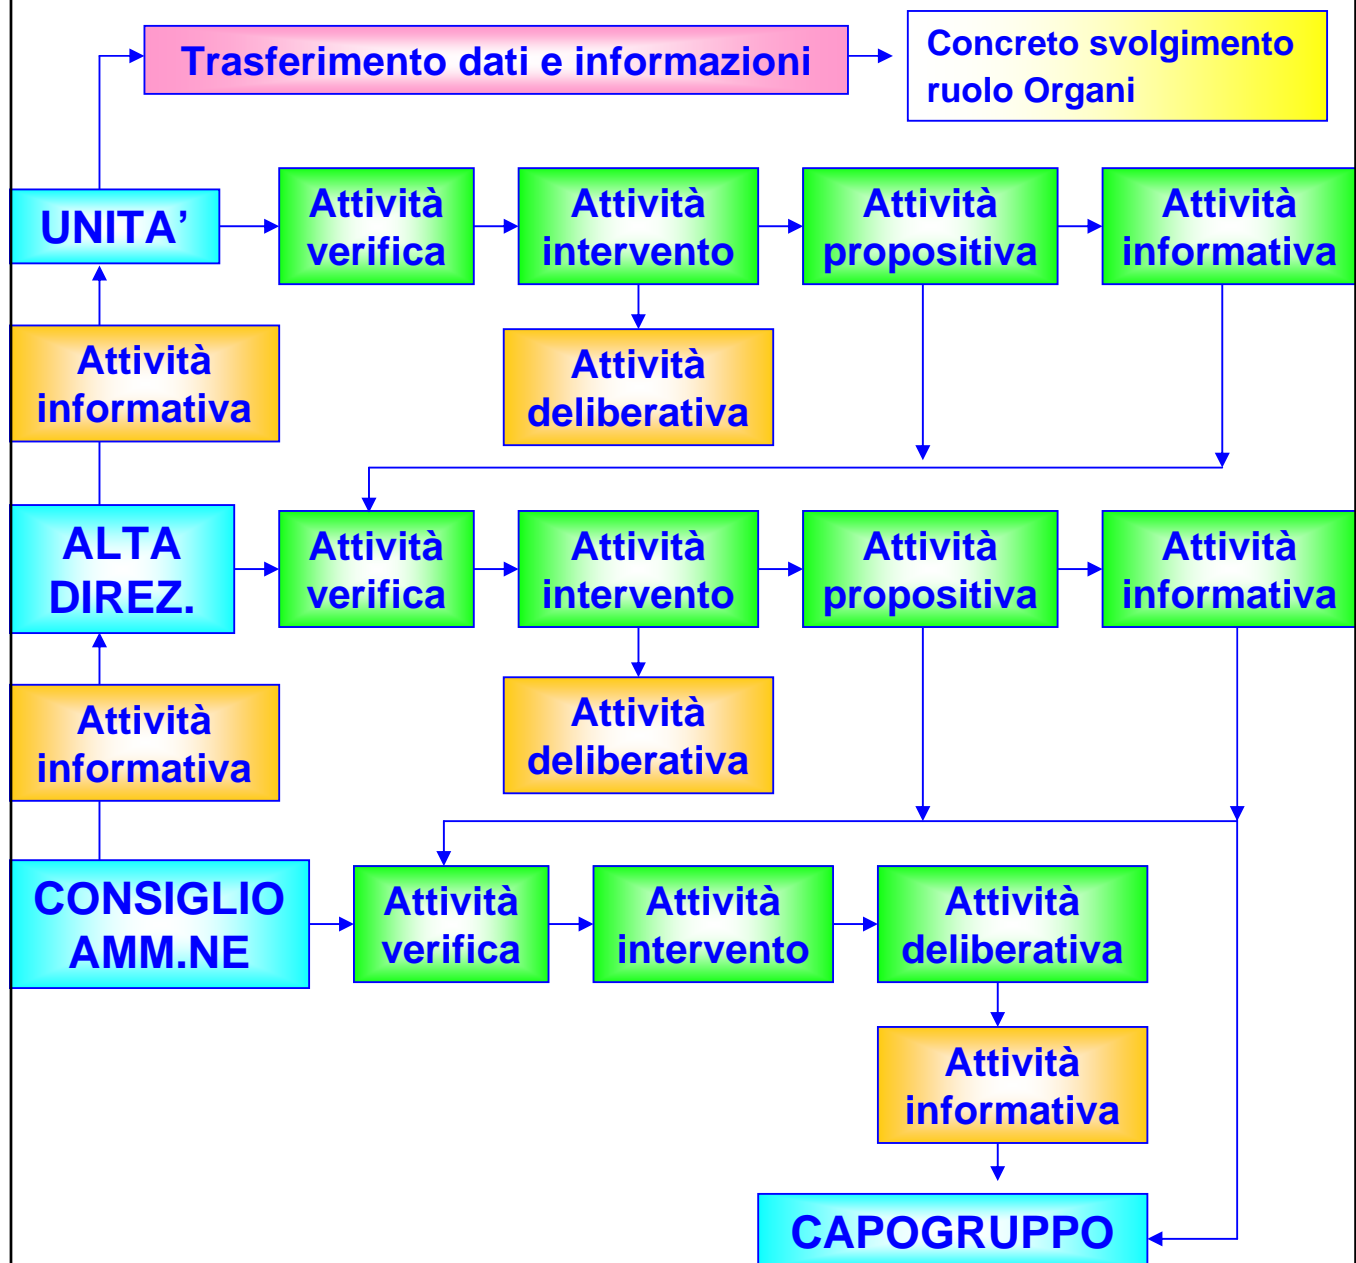 Trasferimento dati e informazioni
Concreto svolgimento
ruolo Organi
UNITA’
Attività
verifica
Attività
intervento
Attività
propositiva
Attività
informativa
Attività
informativa
Attività
deliberativa
ALTA
DIREZ.
Attività
verifica
Attività
intervento
Attività
propositiva
Attività
informativa
Attività
informativa
Attività
deliberativa
CONSIGLIO
AMM.NE
Attività
verifica
Attività
intervento
Attività
deliberativa
Attività
informativa
CAPOGRUPPO